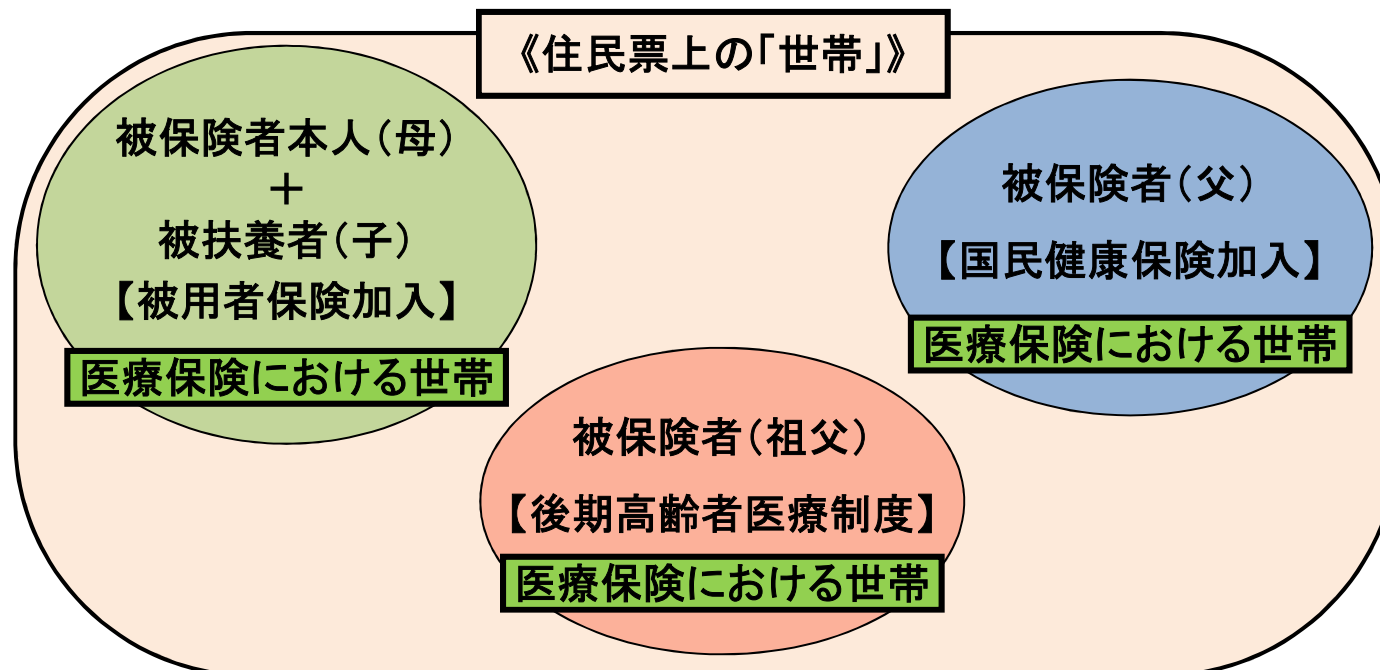 《住民票上の「世帯」》
被保険者本人(母)
+
被扶養者(子)
【被用者保険加入】
医療保険における世帯
被保険者(父)
【国民健康保険加入】
医療保険における世帯
被保険者(祖父)
【後期高齢者医療制度】
医療保険における世帯